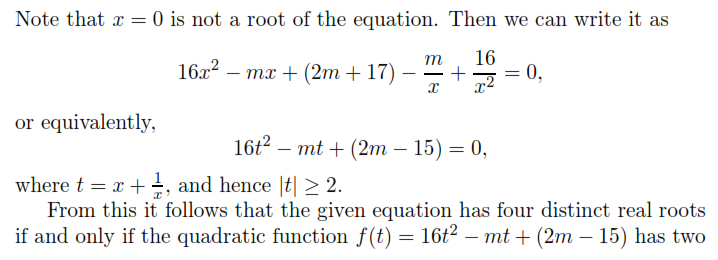 Note that x = 0 is not a root of the equation. Then we can write it as
16x² − mx + (2m + 17) − m/x + 16/x² = 0,
or equivalently,
16t² − mt + (2m − 15) = 0,
where t = x + 1/x, and hence |t| ≥ 2.
From this it follows that the given equation has four distinct real roots
if and only if the quadratic function f(t) = 16t² − mt + (2m − 15) has two